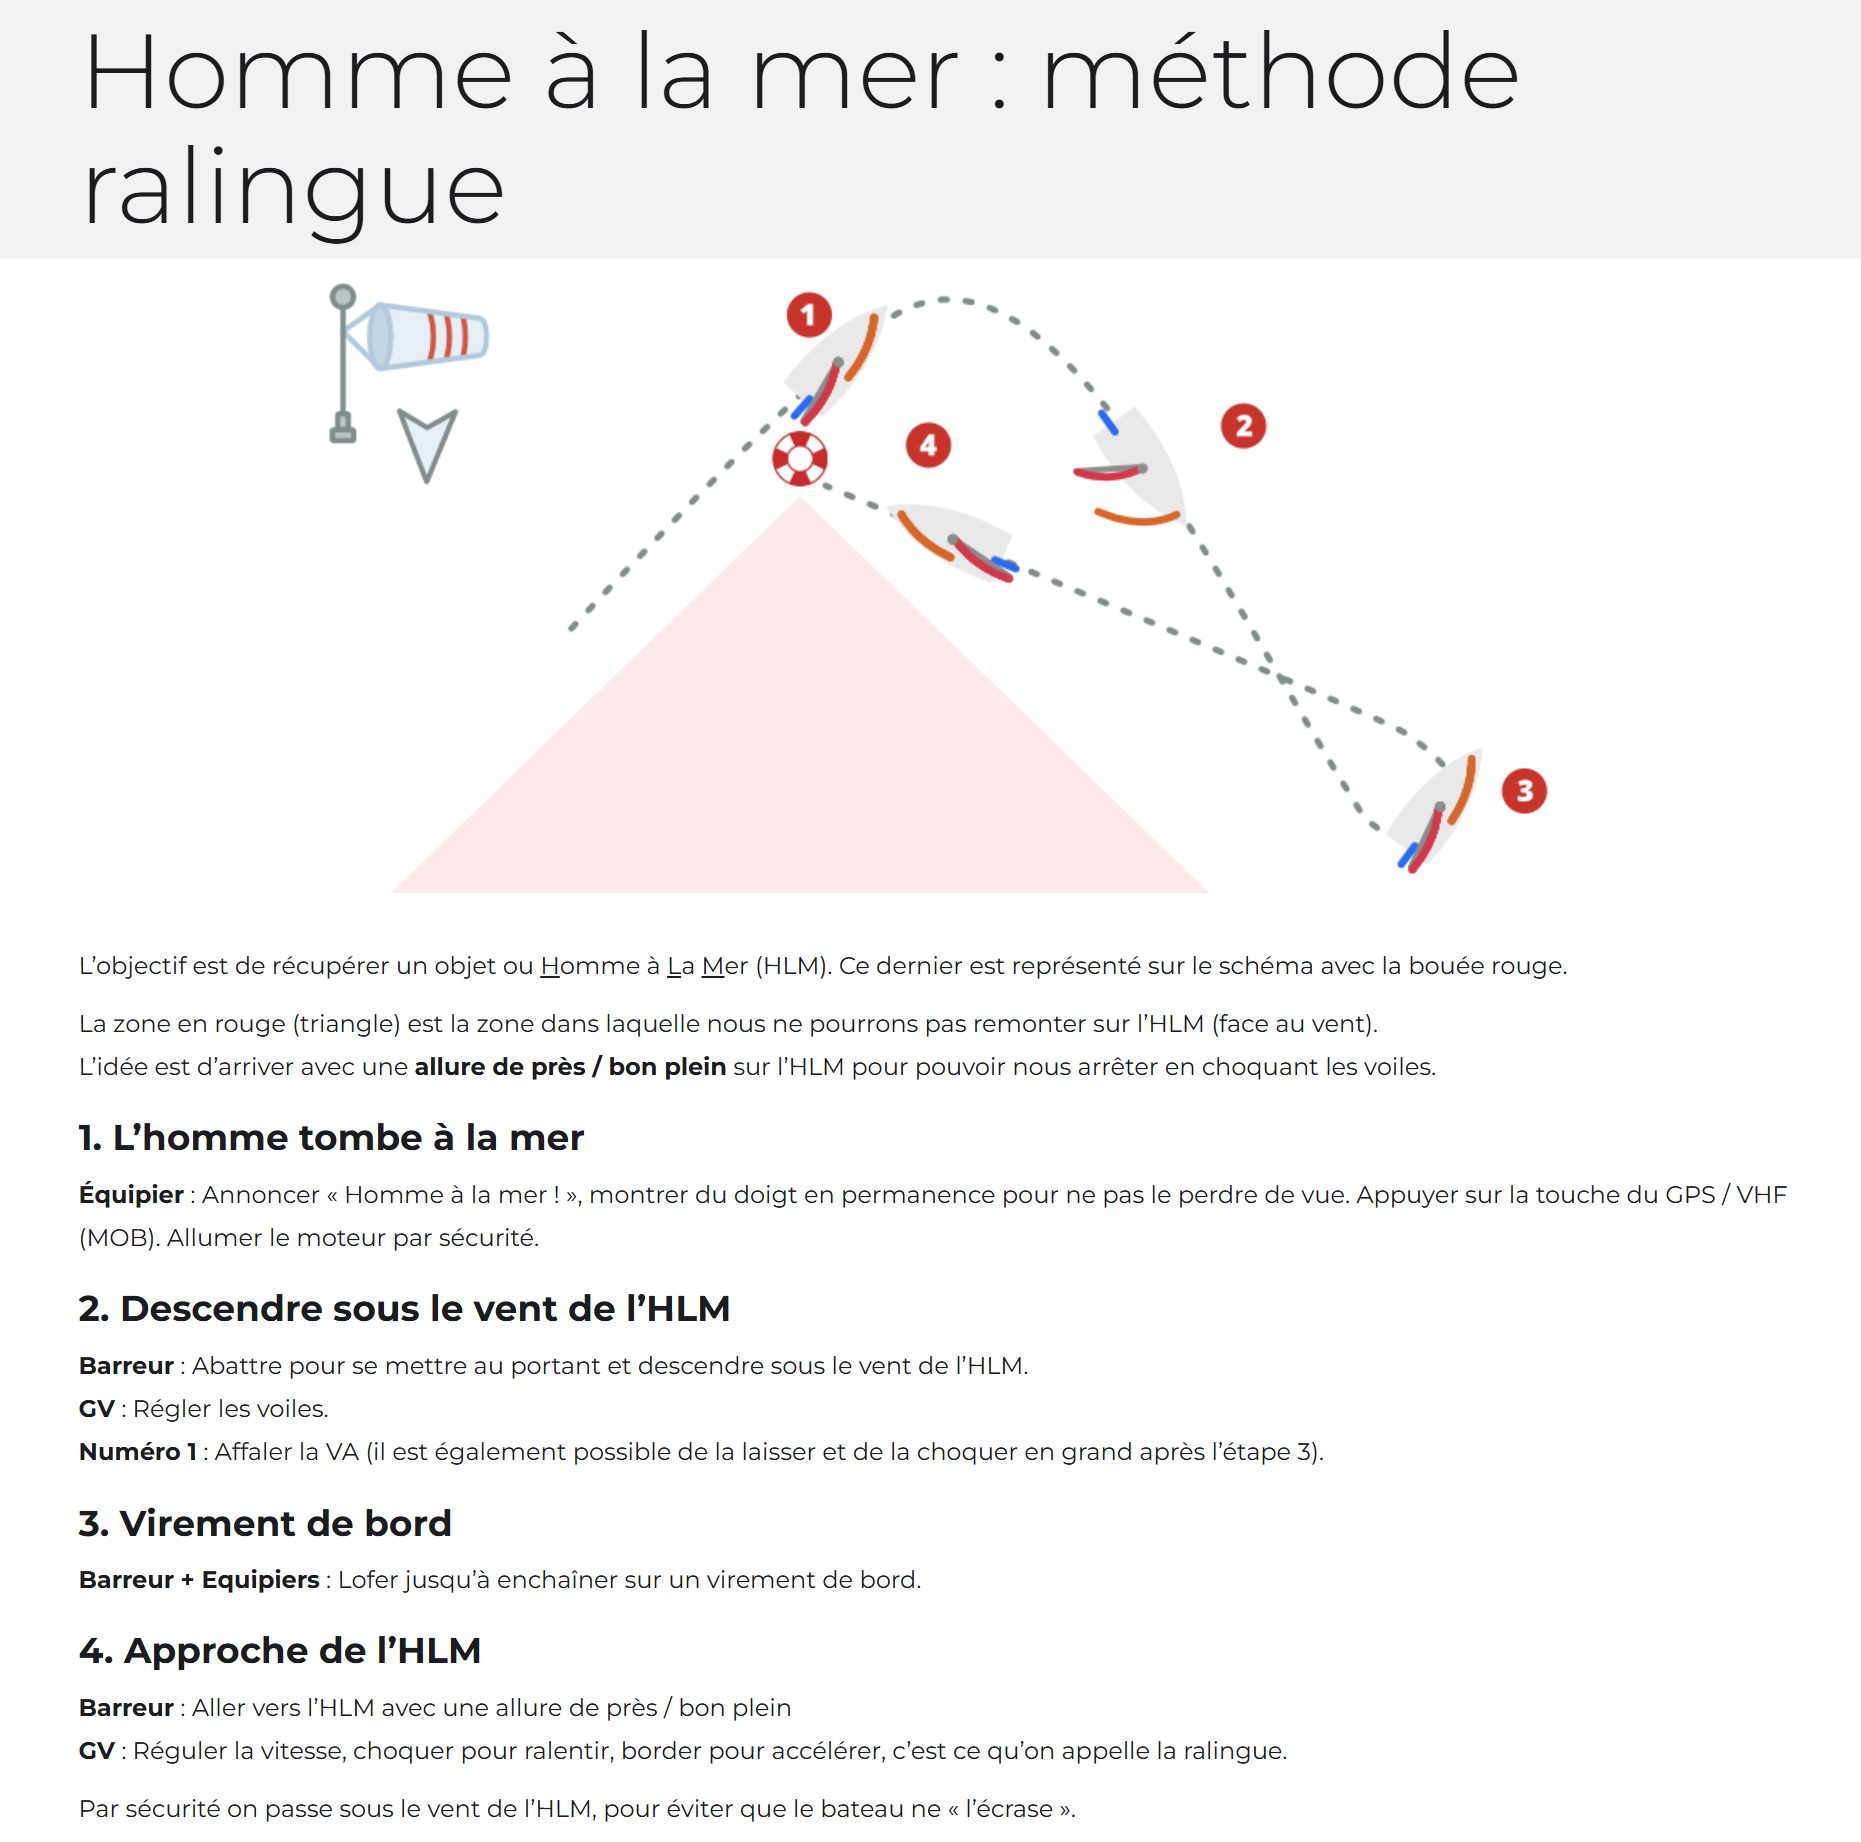 Homme à la mer : méthode
ralingue
1
2
4
3
L’objectif est de récupérer un objet ou Homme à La Mer (HLM). Ce dernier est représenté sur le schéma avec la bouée rouge.
La zone en rouge (triangle) est la zone dans laquelle nous ne pourrons pas remonter sur l’HLM (face au vent).
L’idée est d’arriver avec une allure de près / bon plein sur l’HLM pour pouvoir nous arrêter en choquant les voiles.
1. L’homme tombe à la mer
Équipier : Annoncer « Homme à la mer ! », montrer du doigt en permanence pour ne pas le perdre de vue. Appuyer sur la touche du GPS / VHF
(MOB). Allumer le moteur par sécurité.
2. Descendre sous le vent de l’HLM
Barreur : Abattre pour se mettre au portant et descendre sous le vent de l’HLM.
GV : Régler les voiles.
Numéro 1 : Affaler la VA (il est également possible de la laisser et de la choquer en grand après l’étape 3).
3. Virement de bord
Barreur + Equipiers : Lofer jusqu’à enchaîner sur un virement de bord.
4. Approche de l’HLM
Barreur : Aller vers l’HLM avec une allure de près / bon plein
GV : Réguler la vitesse, choquer pour ralentir, border pour accélérer, c’est ce qu’on appelle la ralingue.
Par sécurité on passe sous le vent de l’HLM, pour éviter que le bateau ne « l’écrase ».